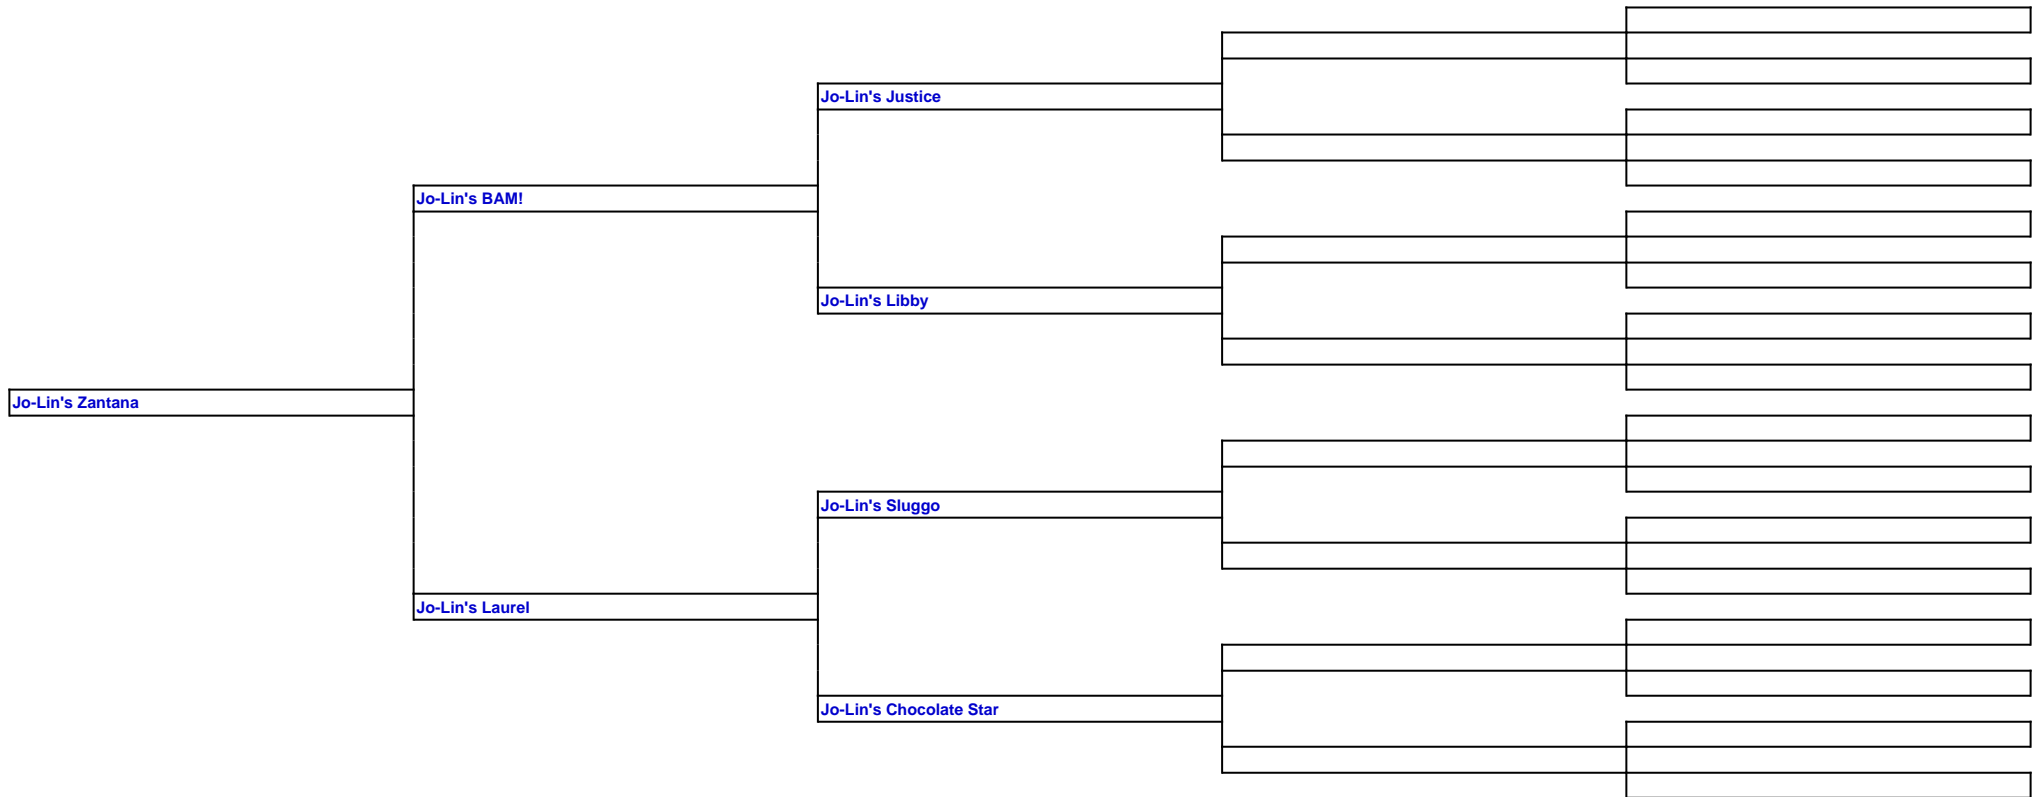 Jo-Lin's Justice
Jo-Lin's BAM!
Jo-Lin's Libby
Jo-Lin's Zantana
Jo-Lin's Sluggo
Jo-Lin's Laurel
Jo-Lin's Chocolate Star